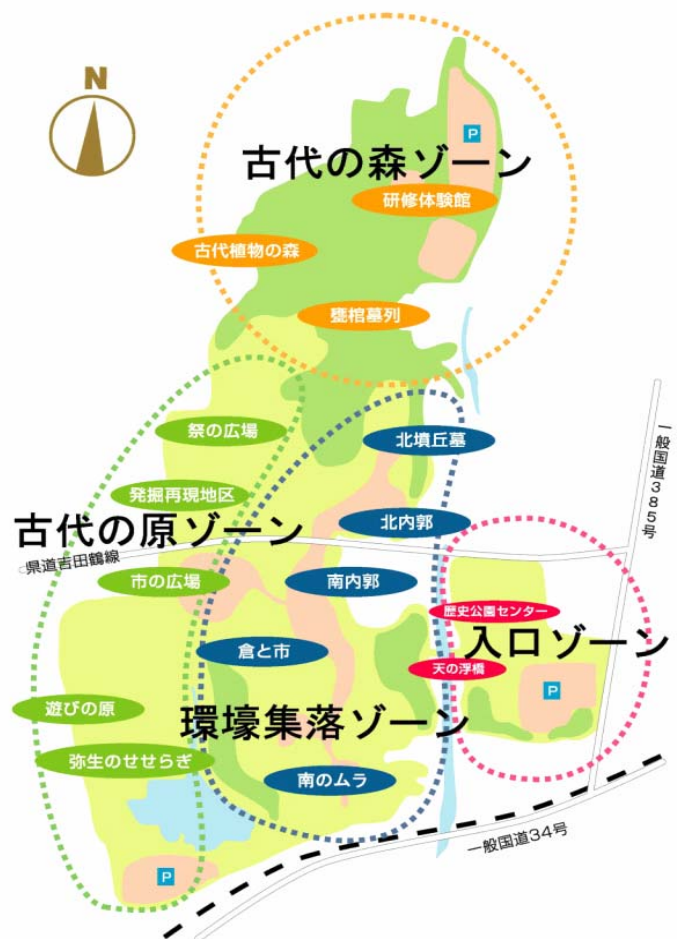 N
P
古代の森ゾーン
研修体験館
古代植物の森
甕棺墓列
祭の広場
北墳丘墓
一般国道385号
発掘再現地区
北内郭
古代の原ゾーン
県道吉田鶴線
市の広場
南内郭
歴史公園センター
入口ゾーン
倉と市
天の浮橋
P
遊びの原
環壕集落ゾーン
弥生のせせらぎ
南のムラ
一般国道34号
P